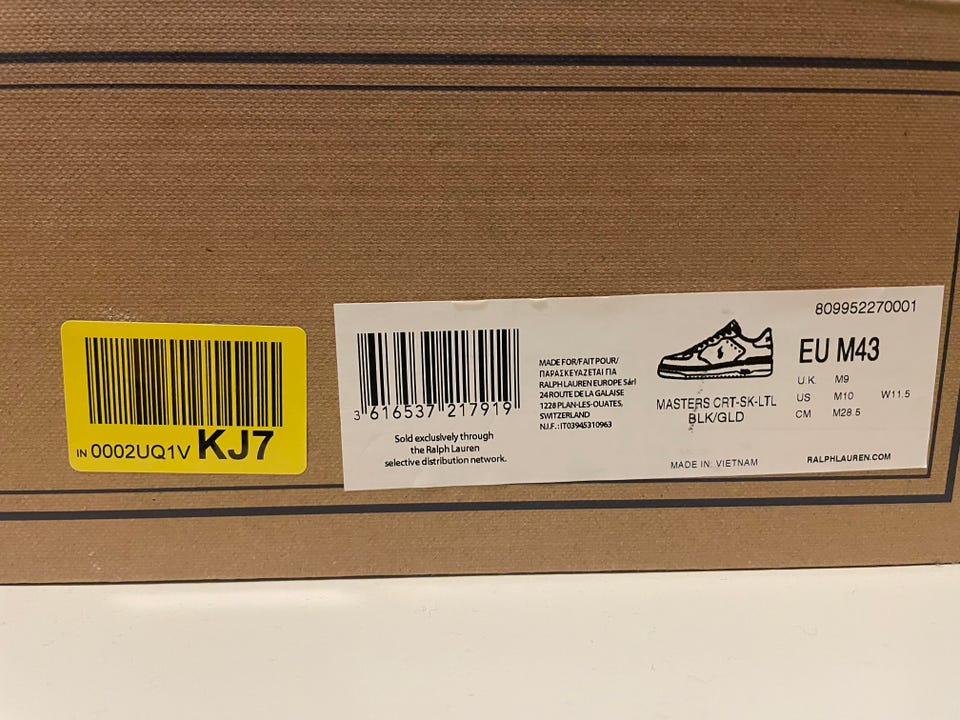 IN 0002UQ1V KJ7
3 616537 217919
Sold exclusively through
the Ralph Lauren
selective distribution network.
MADE FOR/FAIT POUR/
ΠΑΡΑΣΚΕΥΑΖΕΤΑΙ ΓΙΑ
RALPH LAUREN EUROPE Sàrl
24 ROUTE DE LA GALAISE
1228 PLAN-LES-OUATES,
SWITZERLAND
N.I.F.: IT03945310963
MASTERS CRT-SK-LTL
BLK/GLD
MADE IN: VIETNAM
809952270001
EU M43
U.K. M9
US M10 W11.5
CM M28.5
RALPHLAUREN.COM